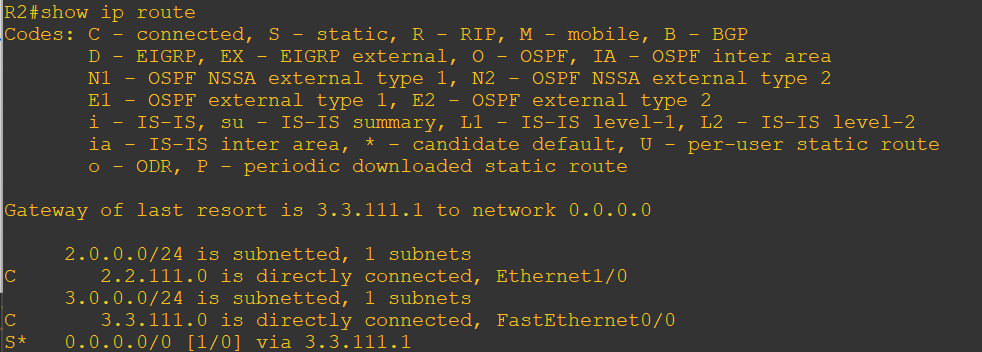 R2#show ip route
Codes: C - connected, S - static, R - RIP, M - mobile, B - BGP
       D - EIGRP, EX - EIGRP external, O - OSPF, IA - OSPF inter area
       N1 - OSPF NSSA external type 1, N2 - OSPF NSSA external type 2
       E1 - OSPF external type 1, E2 - OSPF external type 2
       i - IS-IS, su - IS-IS summary, L1 - IS-IS level-1, L2 - IS-IS level-2
       ia - IS-IS inter area, * - candidate default, U - per-user static route
       o - ODR, P - periodic downloaded static route

Gateway of last resort is 3.3.111.1 to network 0.0.0.0

     2.0.0.0/24 is subnetted, 1 subnets
C       2.2.111.0 is directly connected, Ethernet1/0
     3.0.0.0/24 is subnetted, 1 subnets
C       3.3.111.0 is directly connected, FastEthernet0/0
S*   0.0.0.0/0 [1/0] via 3.3.111.1